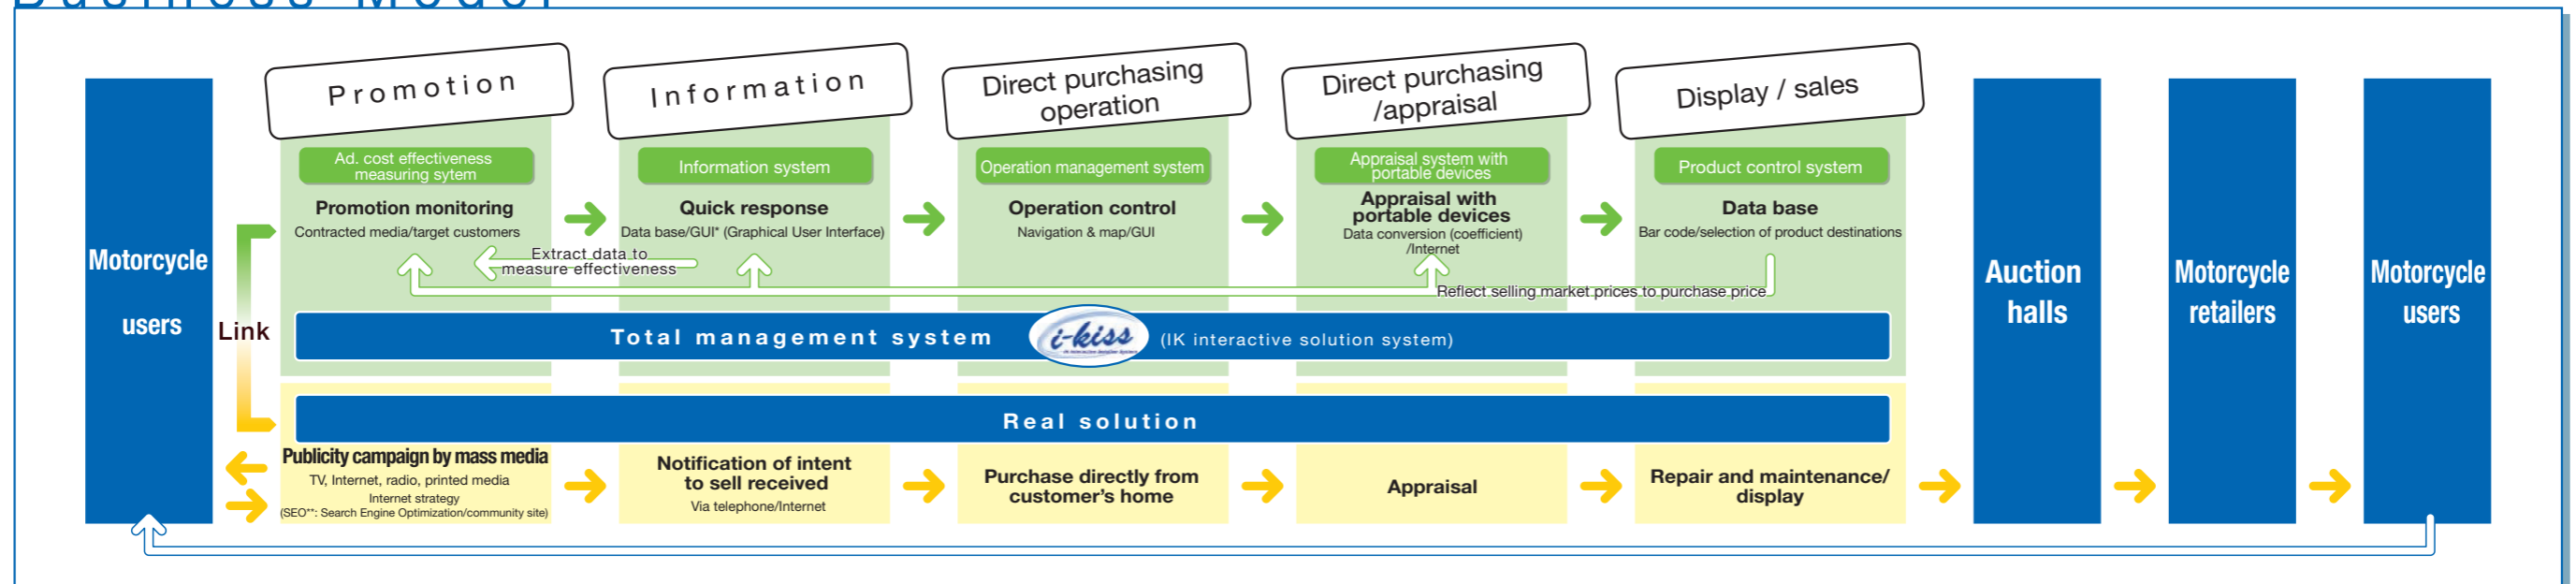 Business Model
Promotion
Information
Direct purchasing
operation
Direct purchasing
/appraisal
Display / sales
Ad. cost effectiveness
measuring sytem
Information system
Operation management system
Appraisal system with
portable devices
Product control system
Promotion monitoring
Contracted media/target customers
Quick response
Data base/GUI* (Graphical User Interface)
Operation control
Navigation & map/GUI
Appraisal with
portable devices
Data conversion (coefficient)
/Internet
Data base
Bar code/selection of product destinations
Extract data to
measure effectiveness
Reflect selling market prices to purchase price
Motorcycle
users
Link
Total management system
i-kiss
(IK interactive solution system)
Real solution
Publicity campaign by mass media
TV, Internet, radio, printed media
Internet strategy
(SEO**: Search Engine Optimization/community site)
Notification of intent
to sell received
Via telephone/Internet
Purchase directly from
customer's home
Appraisal
Repair and maintenance/
display
Auction
halls
Motorcycle
retailers
Motorcycle
users